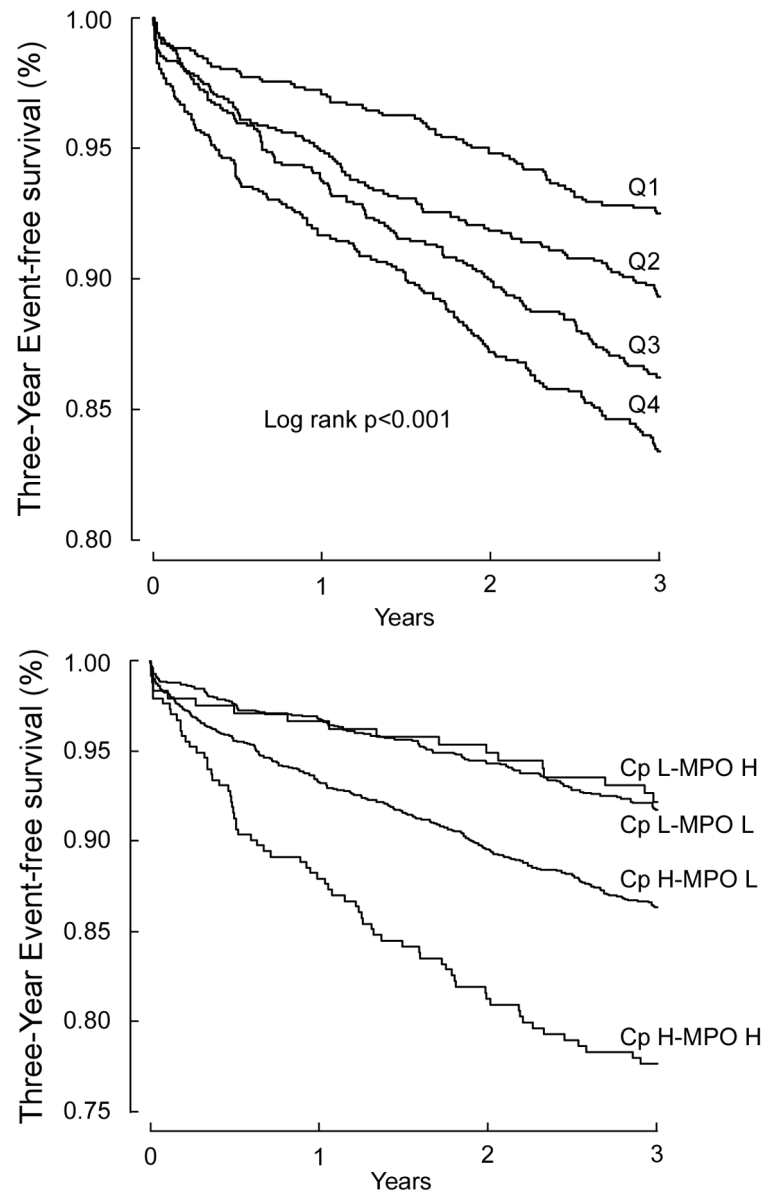 Three-Year Event-free survival (%)
1.00
0.95
0.90
0.85
0.80
Q1
Q2
Q3
Q4
Log rank p<0.001
0 1 2 3
Years
Three-Year Event-free survival (%)
1.00
0.95
0.90
0.85
0.80
0.75
Cp L-MPO H
Cp L-MPO L
Cp H-MPO L
Cp H-MPO H
0 1 2 3
Years